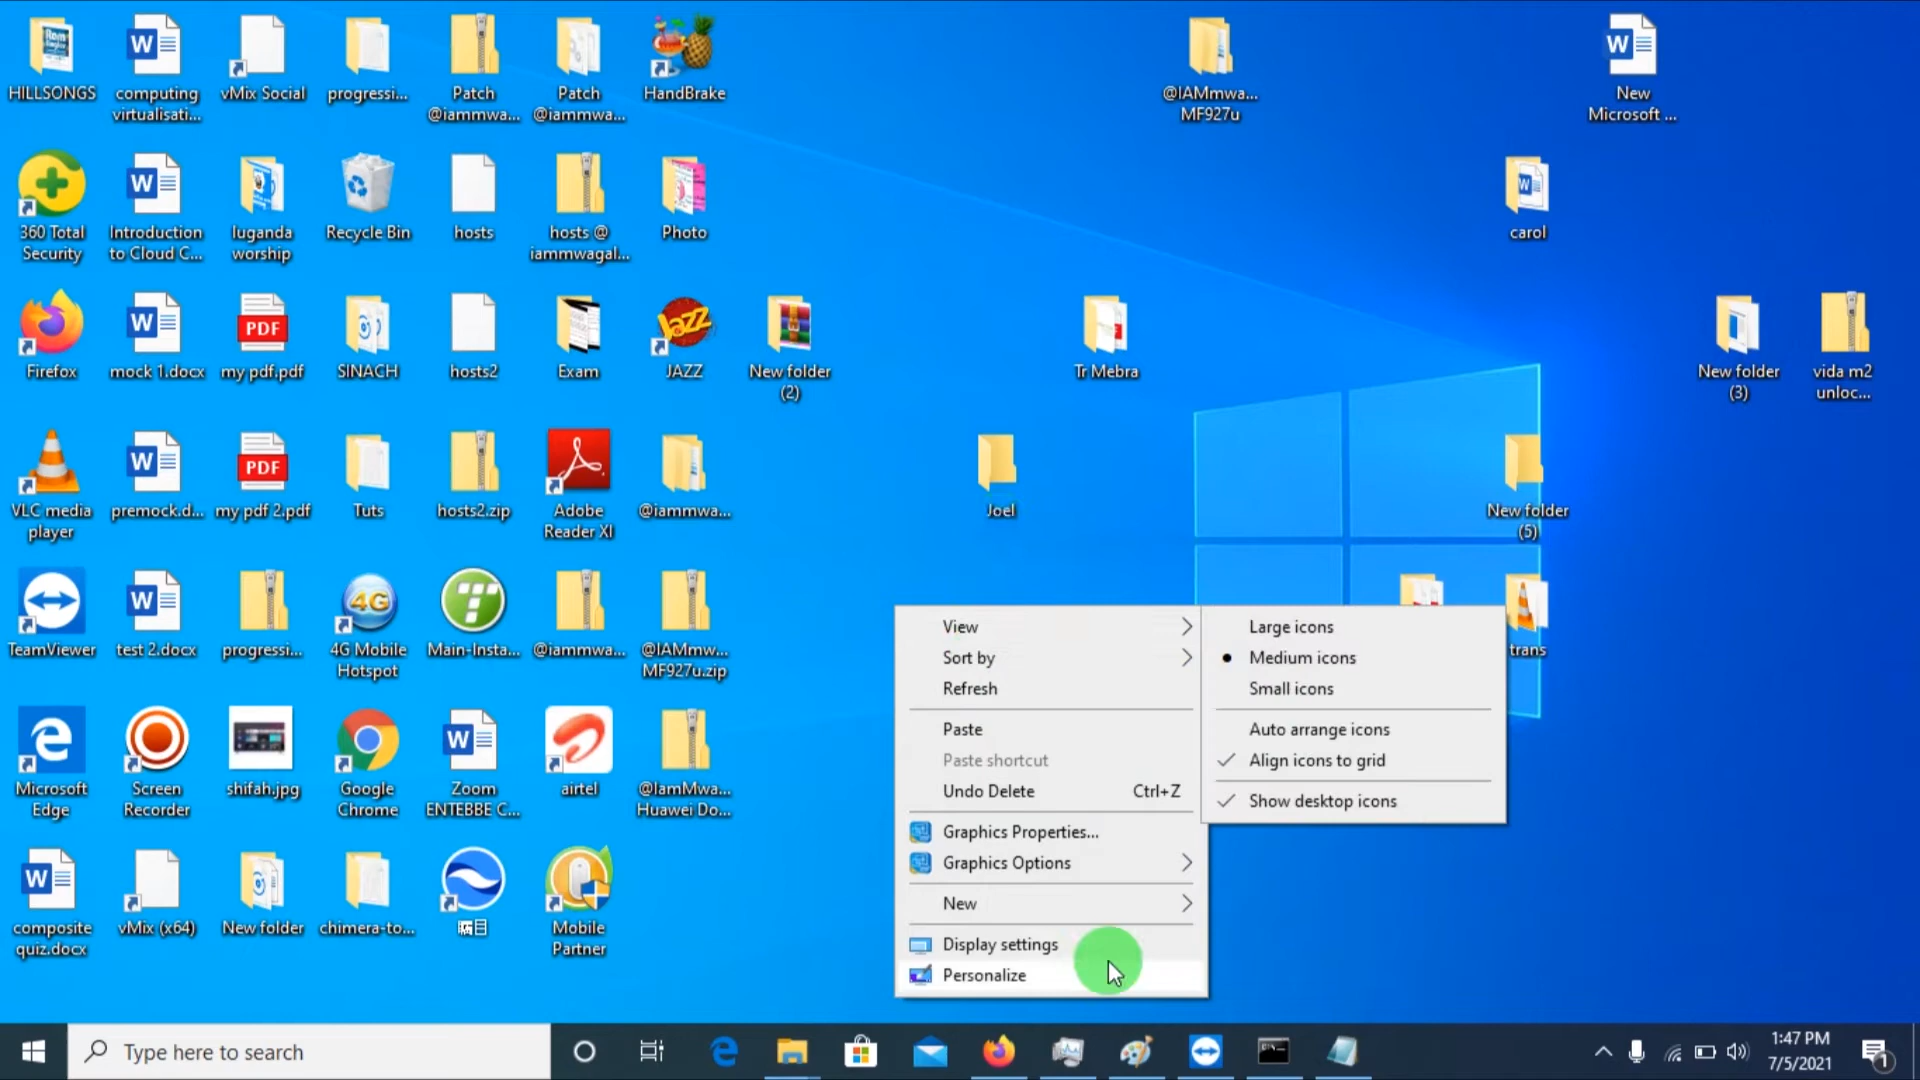 HILLSONGS
computing
virtualisati...
vMix Social
progressi...
Patch
@iammwa...
Patch
@iammwa...
HandBrake
@IAMmwa...
MF927u
New
Microsoft ...
360 Total
Security
Introduction
to Cloud C...
luganda
worship
Recycle Bin
hosts
hosts @
iammwagal...
Photo
carol
Firefox
mock 1.docx
PDF
my pdf.pdf
SINACH
hosts2
Exam
Jazz
JAZZ
New folder
(2)
Tr Mebra
New folder
(3)
vida m2
unloc...
VLC media
player
premock.d...
PDF
my pdf 2.pdf
Tuts
hosts2.zip
Adobe
Reader XI
@iammwa...
Joel
New folder
(5)
TeamViewer
test 2.docx
progressi...
4G
4G Mobile
Hotspot
Main-Insta...
@iammwa...
@IAMmw...
MF927u.zip
trans
Microsoft
Edge
Screen
Recorder
shifah.jpg
Google
Chrome
Zoom
ENTEBBE C...
airtel
@IamMwa...
Huawei Do...
composite
quiz.docx
vMix (x64)
New folder
chimera-to...
Mobile
Partner
View
Sort by
Refresh
Paste
Paste shortcut
Undo Delete Ctrl+Z
Graphics Properties...
Graphics Options
New
Display settings
Personalize
Large icons
Medium icons
Small icons
Auto arrange icons
Align icons to grid
Show desktop icons
Type here to search
1:47 PM
7/5/2021
1